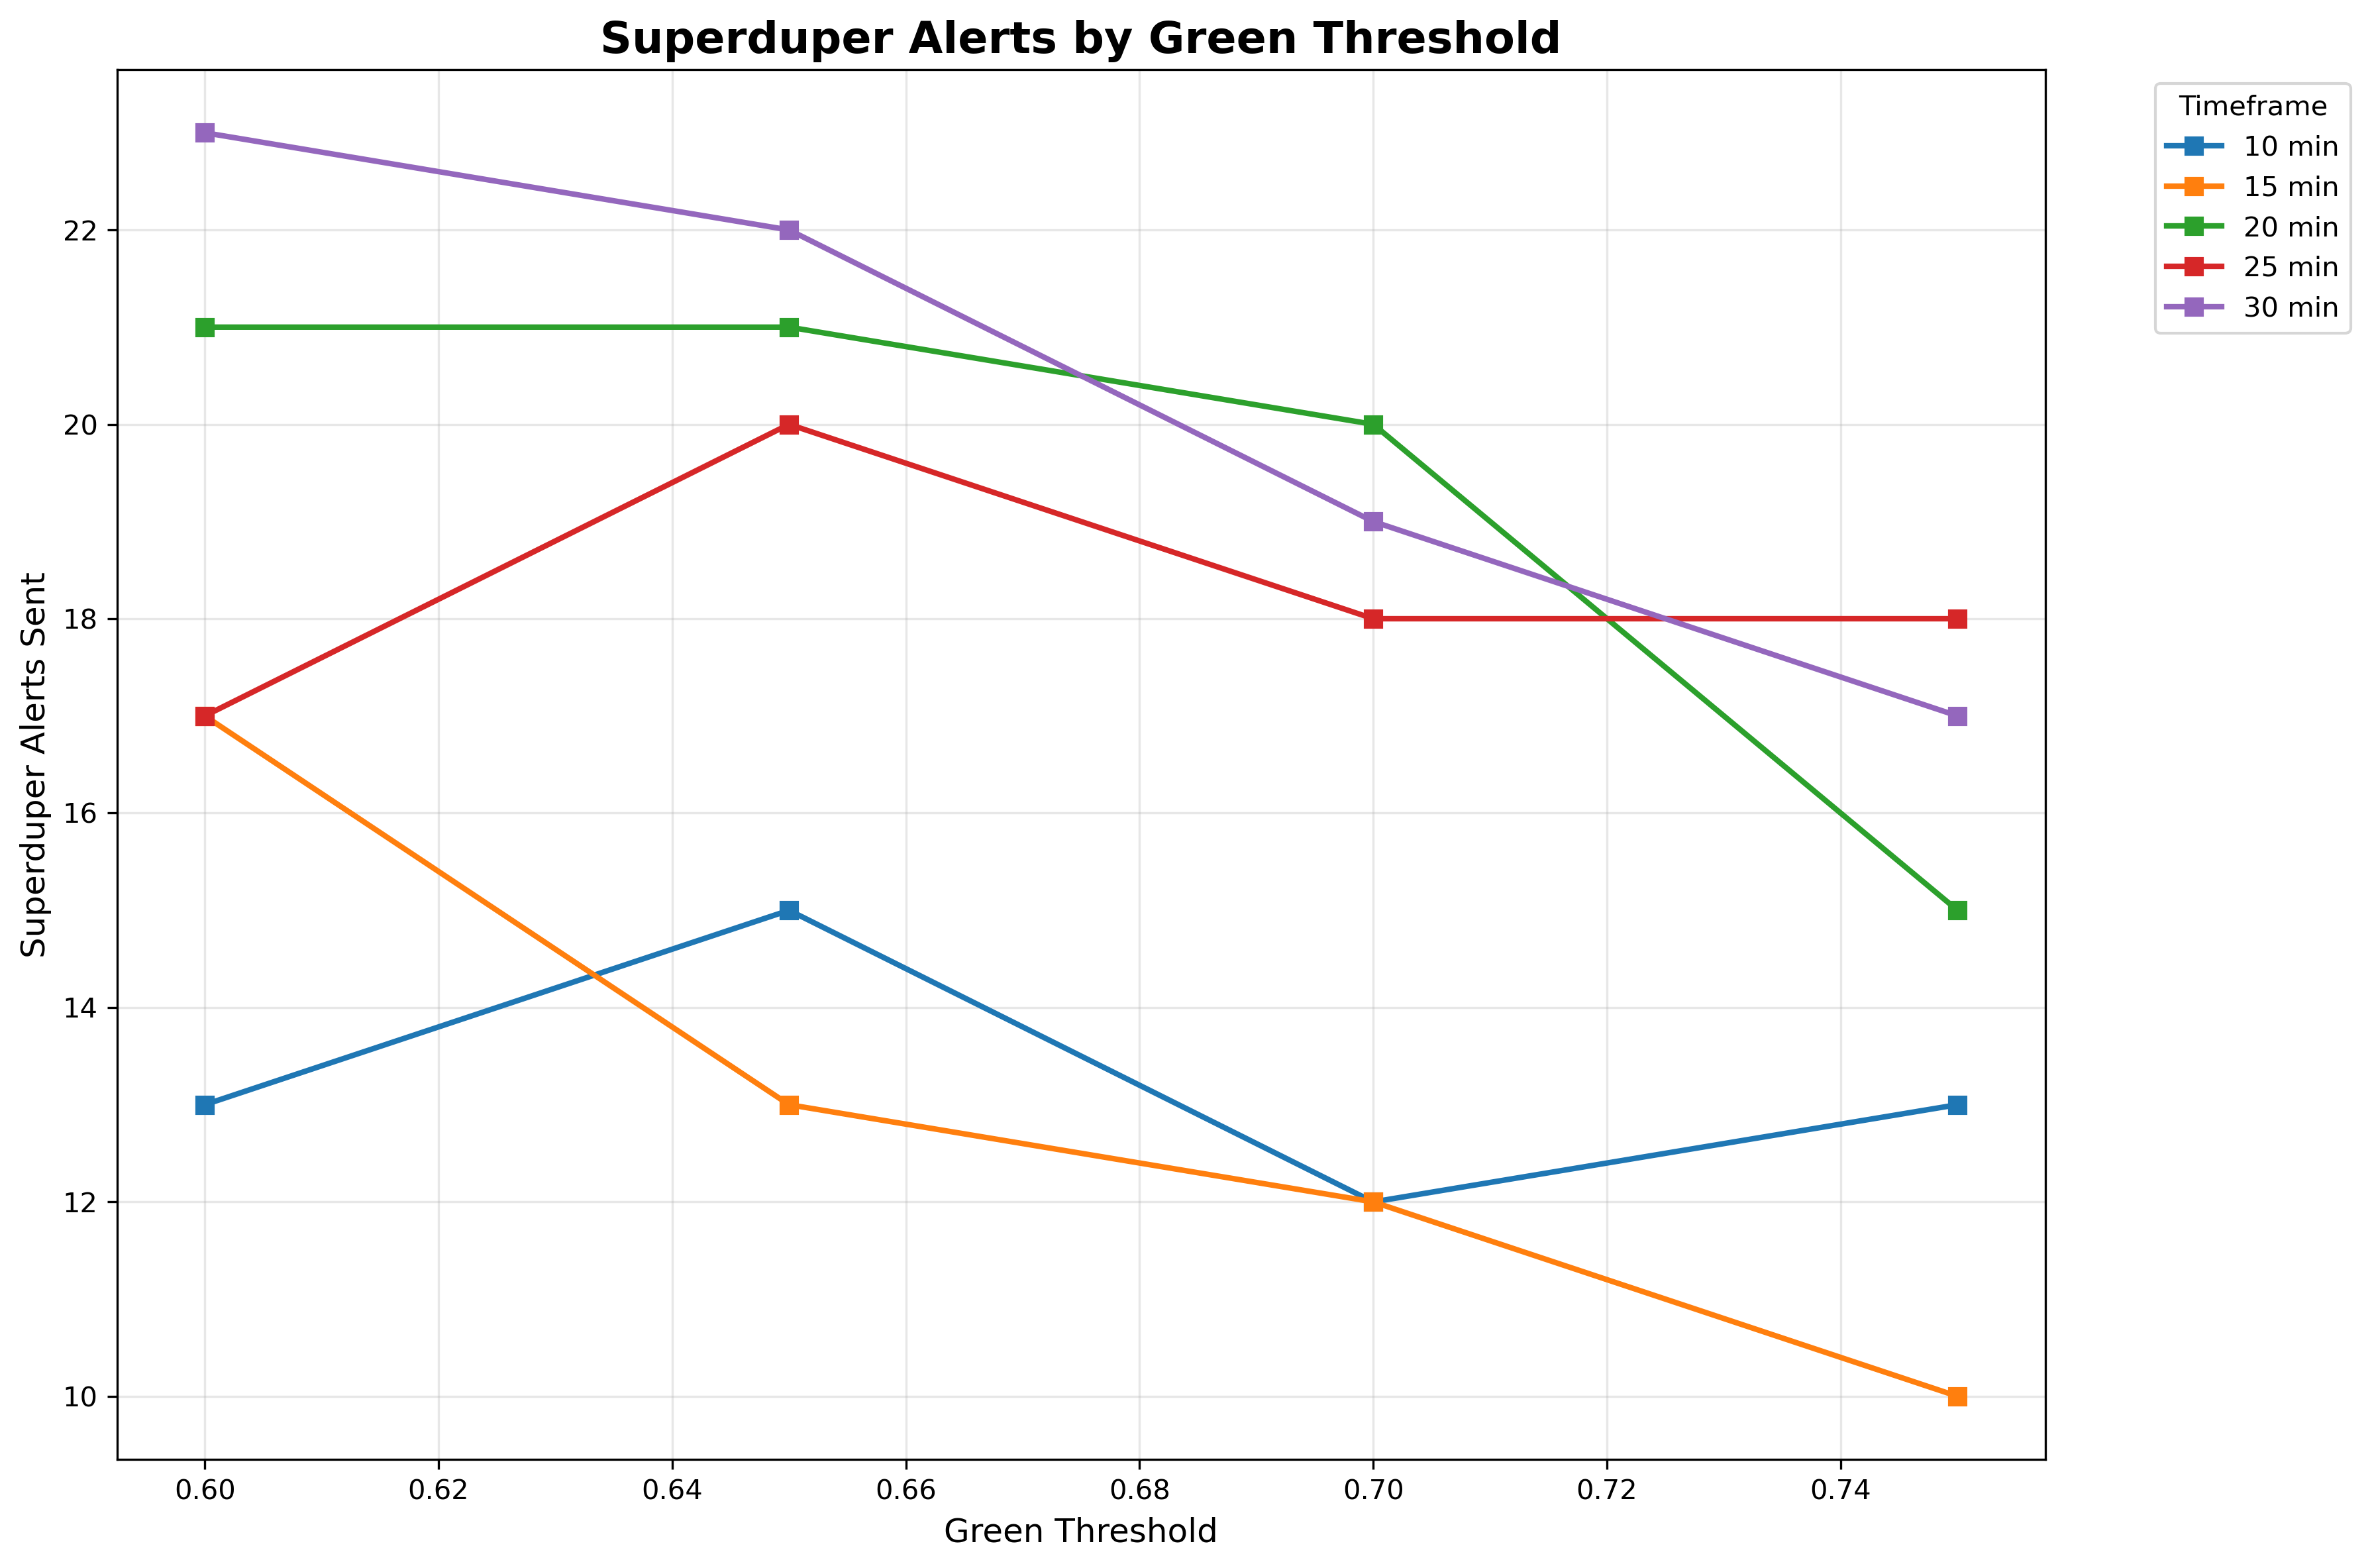 Superduper Alerts by Green Threshold
Timeframe
10 min
15 min
20 min
25 min
30 min
Superduper Alerts Sent
22
20
18
16
14
12
10
0.60 0.62 0.64 0.66 0.68 0.70 0.72 0.74
Green Threshold